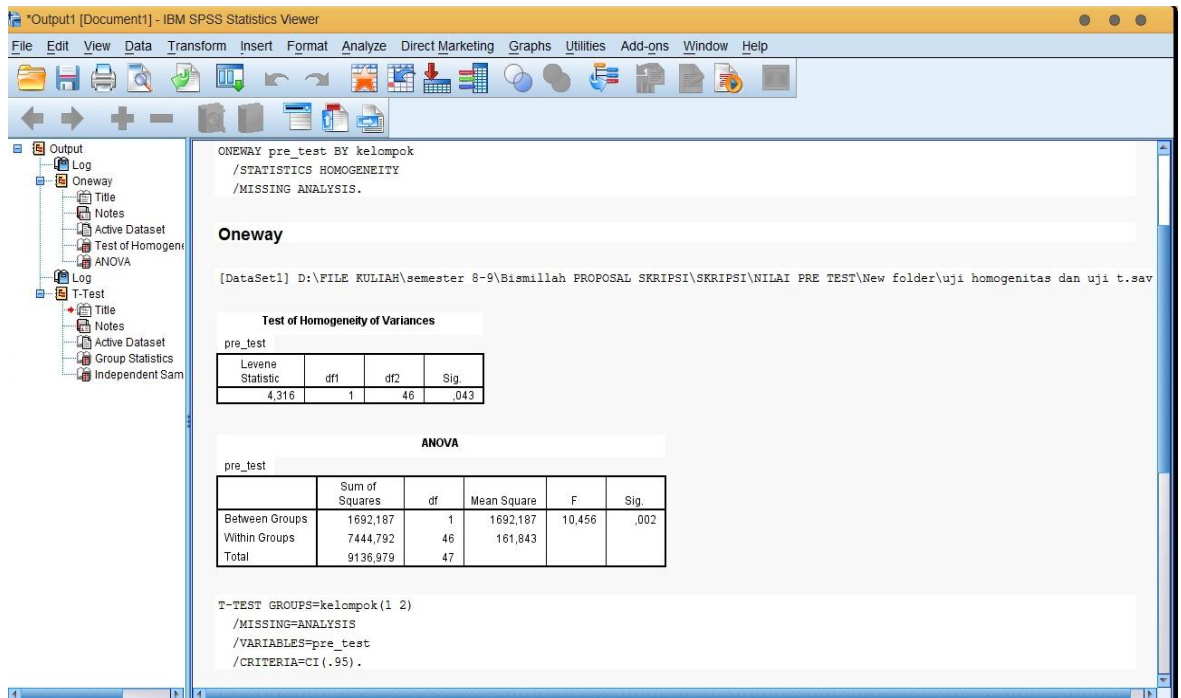 *Output1 [Document1] - IBM SPSS Statistics Viewer
File Edit View Data Transform Insert Format Analyze Direct Marketing Graphs Utilities Add-ons Window Help
Output
Log
Oneway
Title
Notes
Active Dataset
Test of Homogene
ANOVA
Log
T-Test
Title
Notes
Active Dataset
Group Statistics
Independent Sam
ONEWAY pre_test BY kelompok
/STATISTICS HOMOGENEITY
/MISSING ANALYSIS.
Oneway
[DataSet1] D:\FILE KULIAH\semester 8-9\Bismillah PROPOSAL SKRIPSI\SKRIPSI\NILAI PRE TEST\New folder\uji homogenitas dan uji t.sav
Test of Homogeneity of Variances
pre_test
Levene Statistic df1 df2 Sig.
4,316 1 46 ,043
ANOVA
pre_test
Sum of Squares df Mean Square F Sig.
Between Groups 1692,187 1 1692,187 10,456 ,002
Within Groups 7444,792 46 161,843
Total 9136,979 47
T-TEST GROUPS=kelompok(1 2)
/MISSING=ANALYSIS
/VARIABLES=pre_test
/CRITERIA=CI(.95).